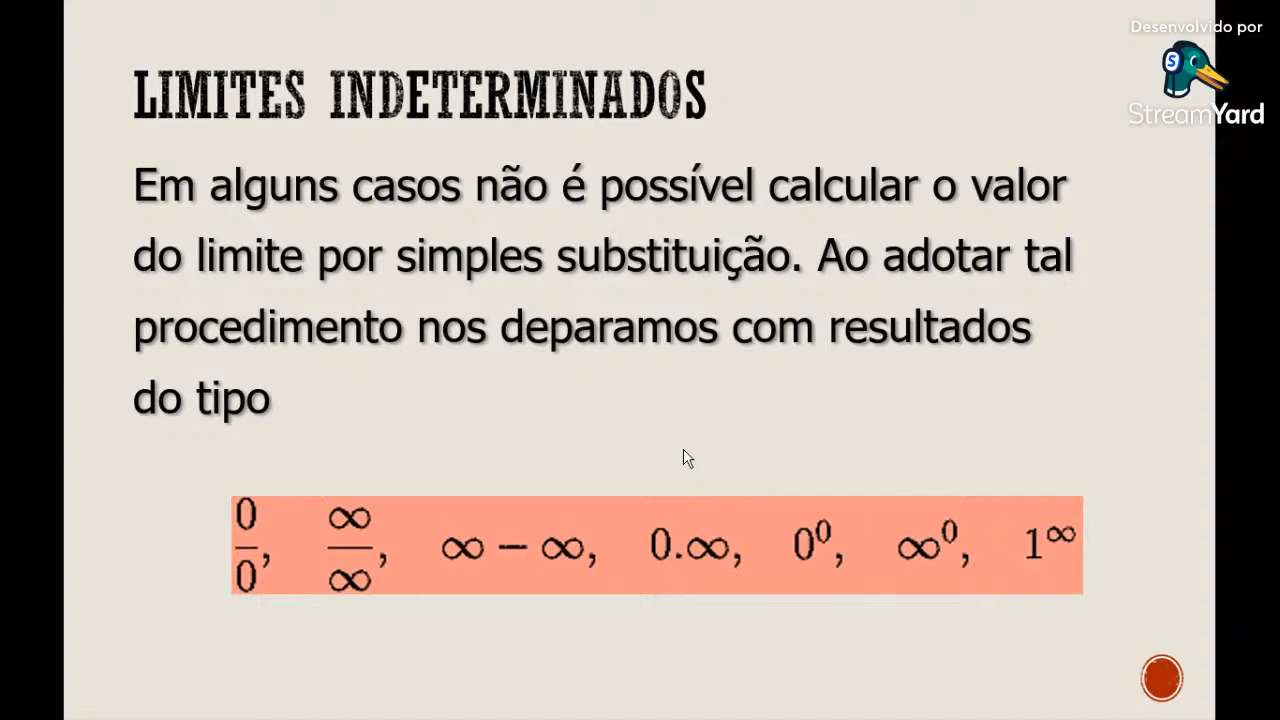 Desenvolvido por
StreamYard
LIMITES INDETERMINADOS
Em alguns casos não é possível calcular o valor
do limite por simples substituição. Ao adotar tal
procedimento nos deparamos com resultados
do tipo
0/0, ∞/∞, ∞ − ∞, 0.∞, 0⁰, ∞⁰, 1^∞